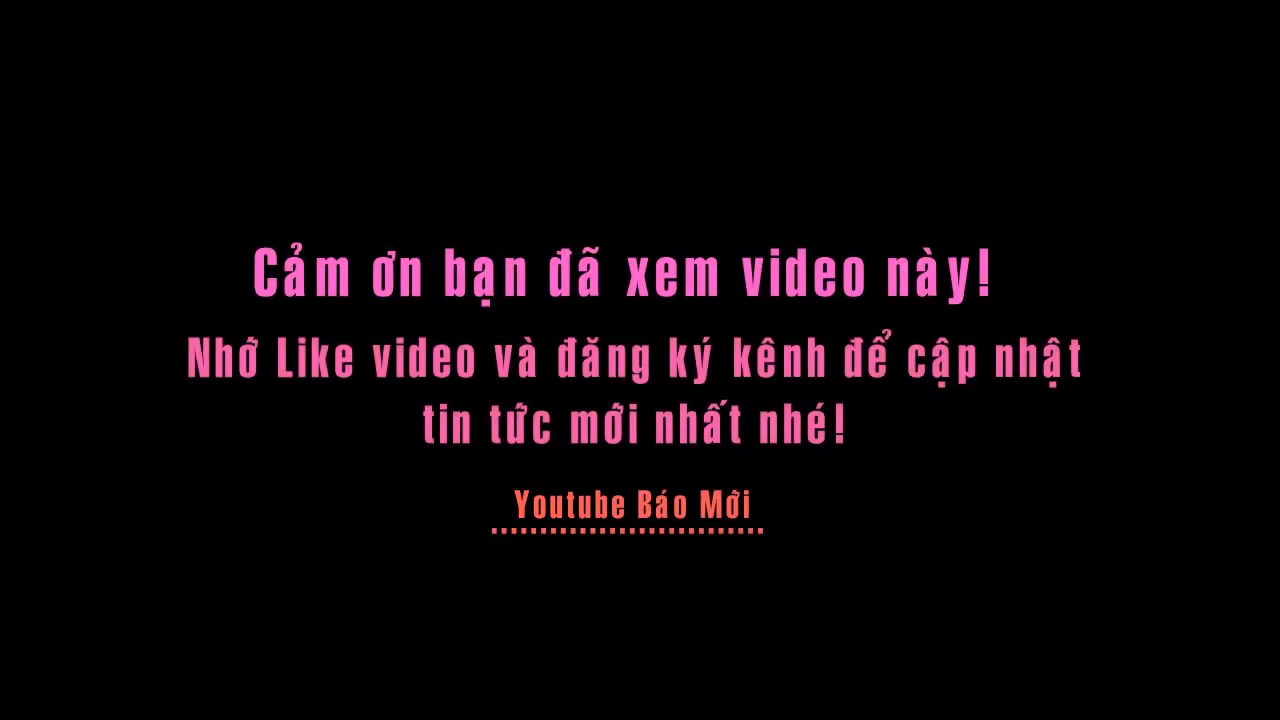 Cảm ơn bạn đã xem video này!
Nhớ Like video và đăng ký kênh để cập nhật
tin tức mới nhất nhé!
Youtube Báo Mới